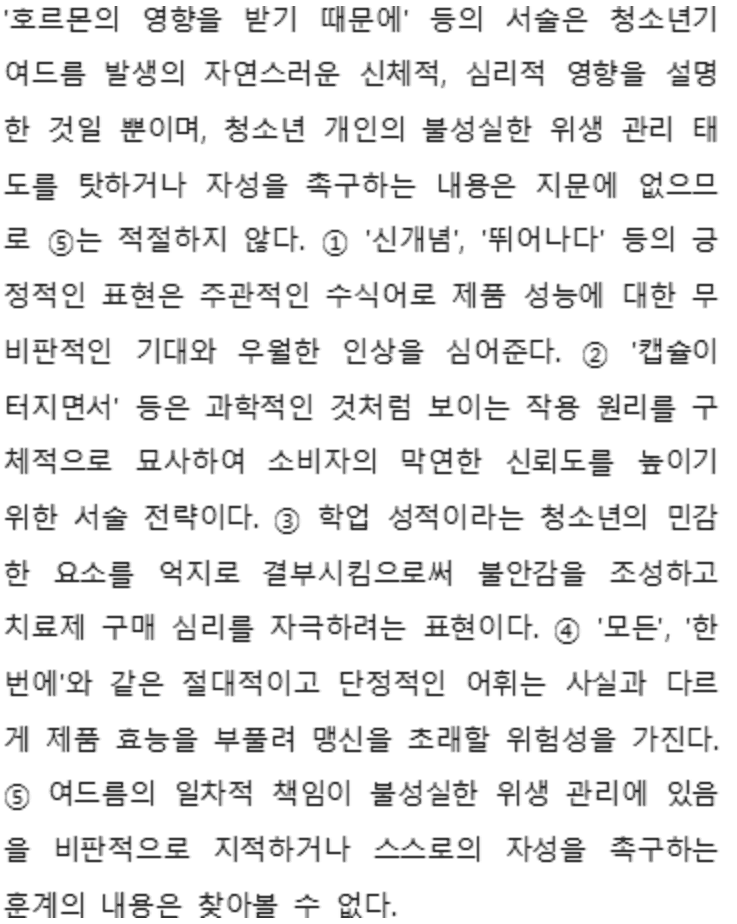 '호르몬의 영향을 받기 때문에' 등의 서술은 청소년기
여드름 발생의 자연스러운 신체적, 심리적 영향을 설명
한 것일 뿐이며, 청소년 개인의 불성실한 위생 관리 태
도를 탓하거나 자성을 촉구하는 내용은 지문에 없으므
로 ⑤는 적절하지 않다. ① '신개념', '뛰어나다' 등의 긍
정적인 표현은 주관적인 수식어로 제품 성능에 대한 무
비판적인 기대와 우월한 인상을 심어준다. ② '캡슐이
터지면서' 등은 과학적인 것처럼 보이는 작용 원리를 구
체적으로 묘사하여 소비자의 막연한 신뢰도를 높이기
위한 서술 전략이다. ③ 학업 성적이라는 청소년의 민감
한 요소를 억지로 결부시킴으로써 불안감을 조성하고
치료제 구매 심리를 자극하려는 표현이다. ④ '모든', '한
번에'와 같은 절대적이고 단정적인 어휘는 사실과 다르
게 제품 효능을 부풀려 맹신을 초래할 위험성을 가진다.
⑤ 여드름의 일차적 책임이 불성실한 위생 관리에 있음
을 비판적으로 지적하거나 스스로의 자성을 촉구하는
훈계의 내용은 찾아볼 수 없다.